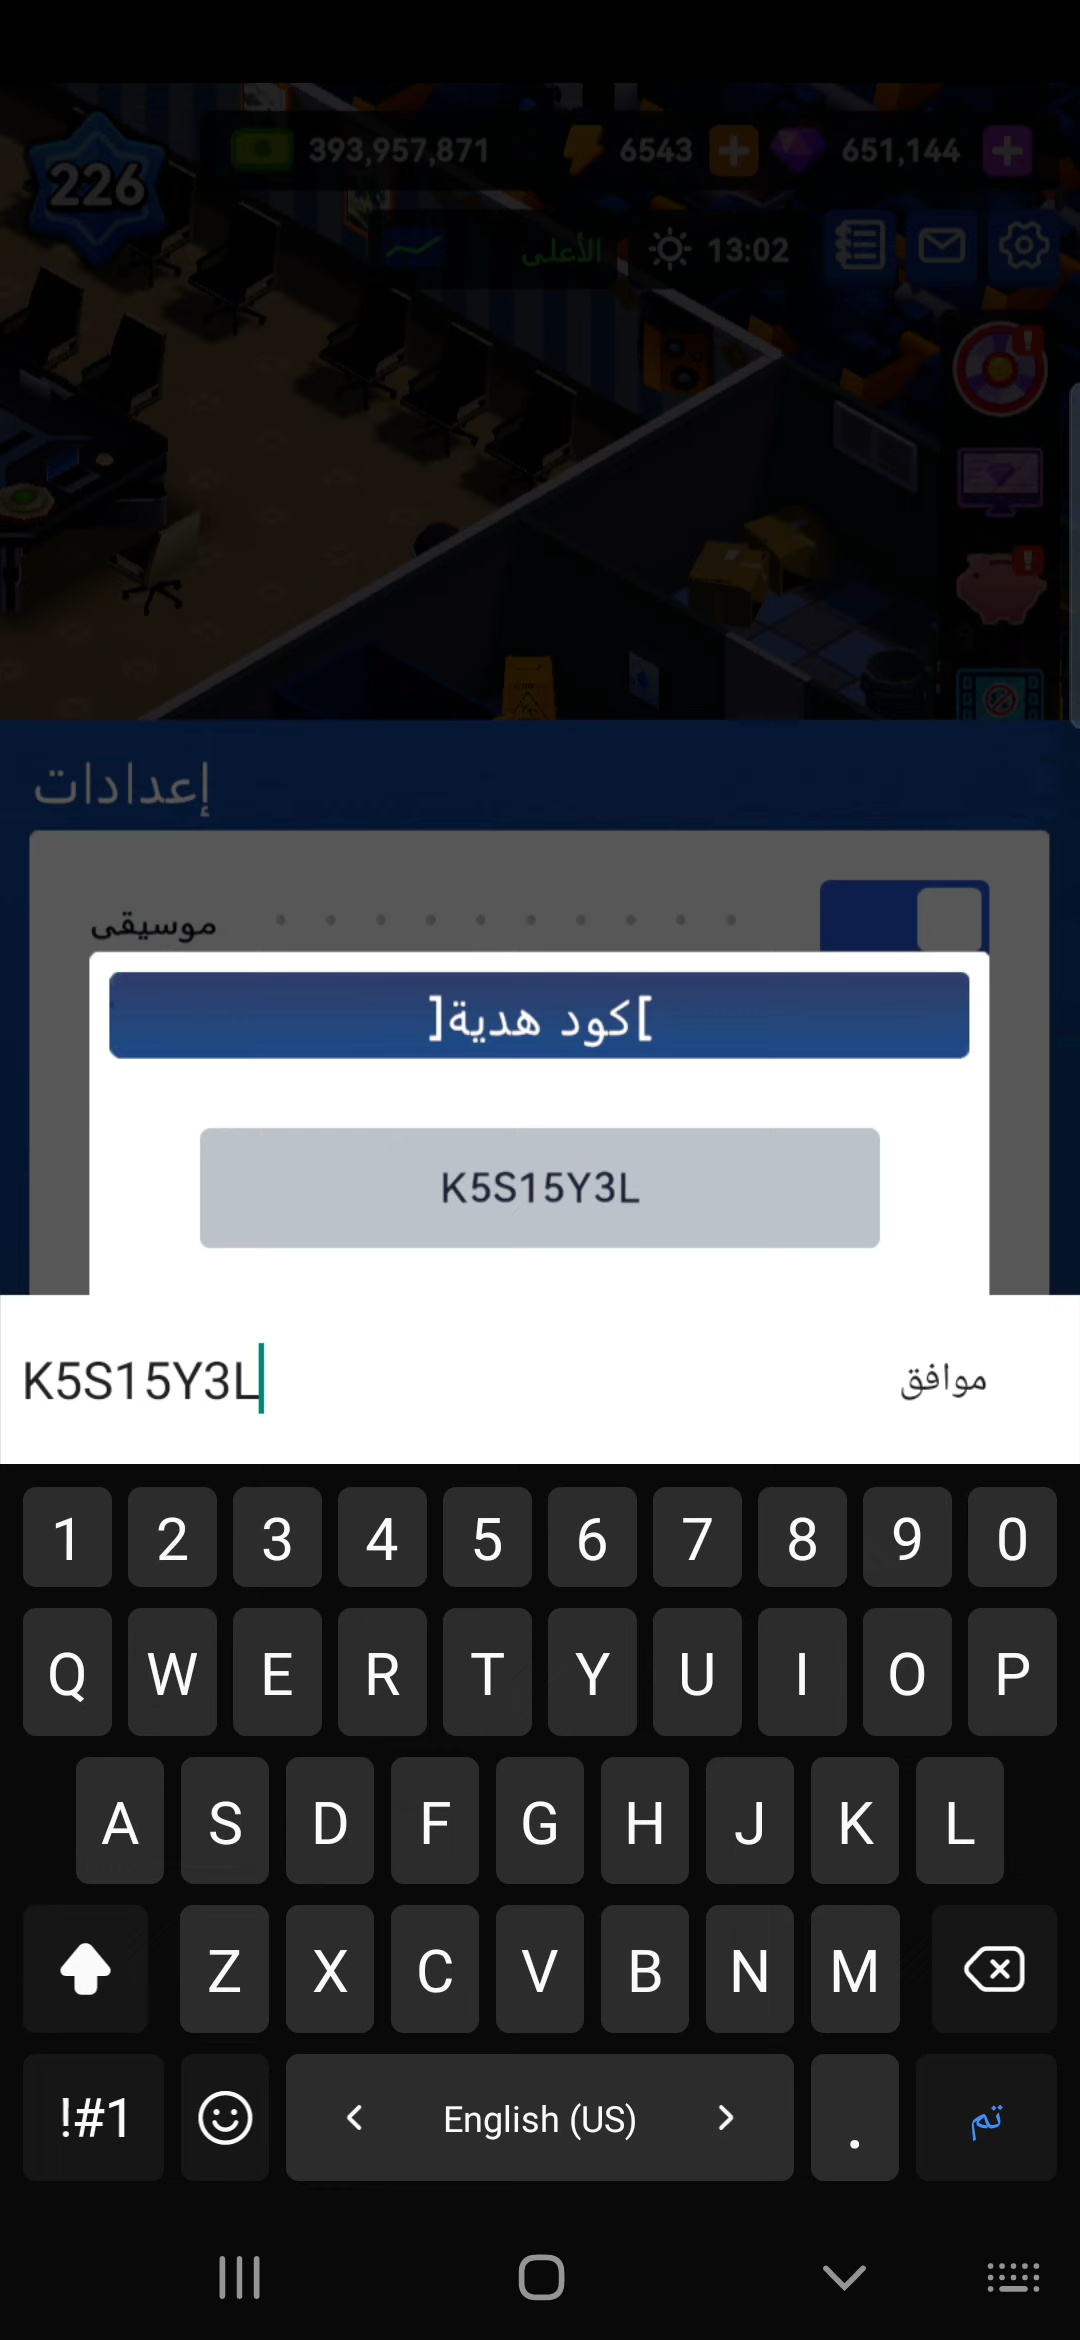 226
393,957,871
6543
651,144
الأعلى
13:02
إعدادات
موسيقى
]كود هدية[
K5S15Y3L
K5S15Y3L
موافق
1 2 3 4 5 6 7 8 9 0
Q W E R T Y U I O P
A S D F G H J K L
Z X C V B N M
!#1
English (US)
.
تم